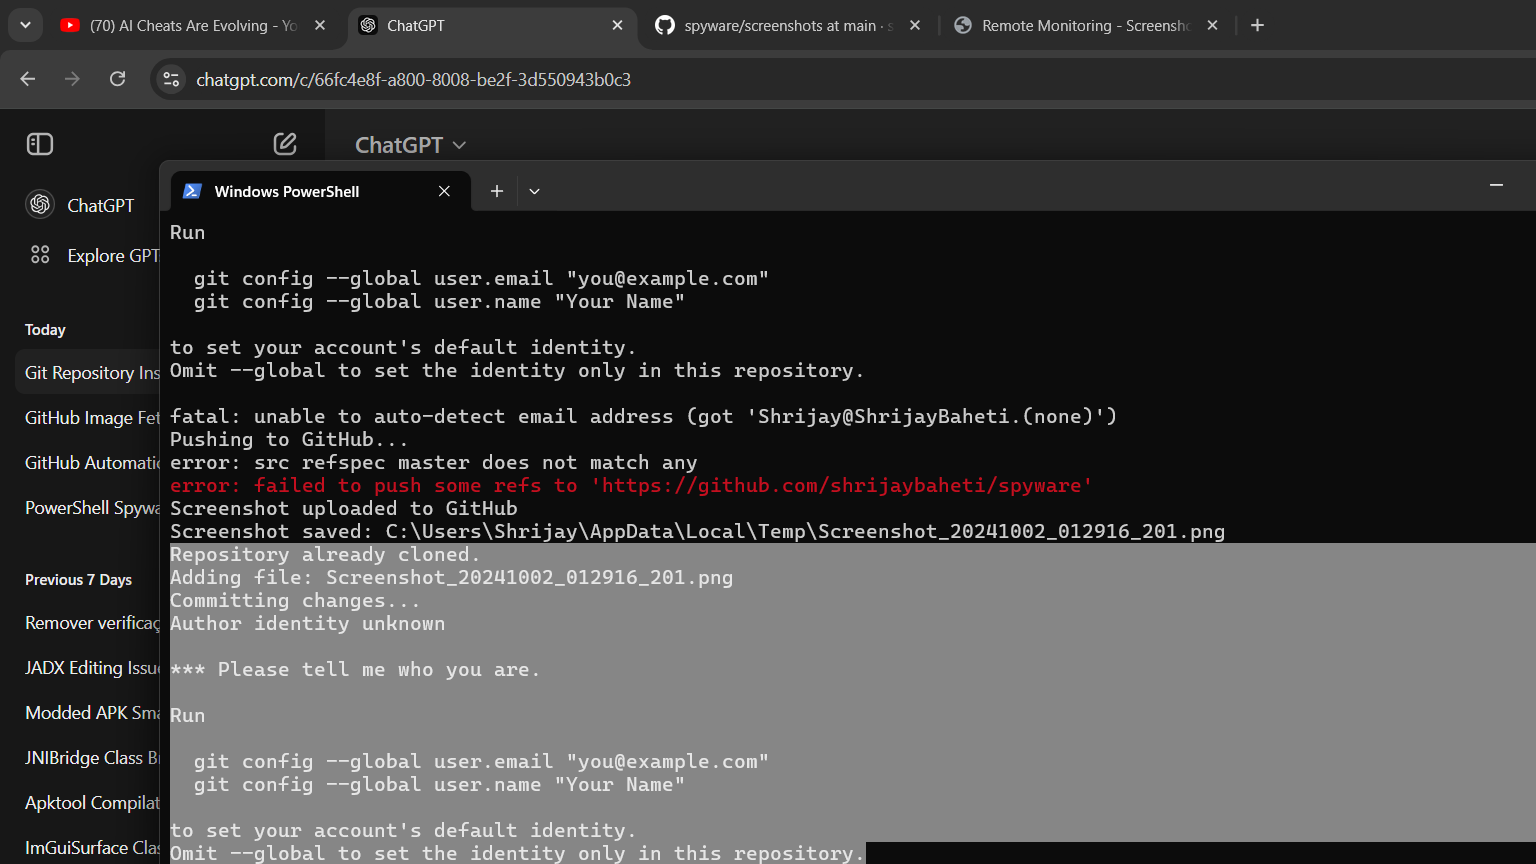 (70) AI Cheats Are Evolving - Yo
ChatGPT
spyware/screenshots at main · s
Remote Monitoring - Screensho
chatgpt.com/c/66fc4e8f-a800-8008-be2f-3d550943b0c3
ChatGPT
ChatGPT
Explore GPT
Today
Git Repository Ins
GitHub Image Fet
GitHub Automatic
PowerShell Spywa
Previous 7 Days
Remover verificaç
JADX Editing Issue
Modded APK Sma
JNIBridge Class Br
Apktool Compilat
ImGuiSurface Clas
Windows PowerShell
Run
git config --global user.email "you@example.com"
git config --global user.name "Your Name"
to set your account's default identity.
Omit --global to set the identity only in this repository.
fatal: unable to auto-detect email address (got 'Shrijay@ShrijayBaheti.(none)')
Pushing to GitHub...
error: src refspec master does not match any
error: failed to push some refs to 'https://github.com/shrijaybaheti/spyware'
Screenshot uploaded to GitHub
Screenshot saved: C:\Users\Shrijay\AppData\Local\Temp\Screenshot_20241002_012916_201.png
Repository already cloned.
Adding file: Screenshot_20241002_012916_201.png
Committing changes...
Author identity unknown
*** Please tell me who you are.
Run
git config --global user.email "you@example.com"
git config --global user.name "Your Name"
to set your account's default identity.
Omit --global to set the identity only in this repository.